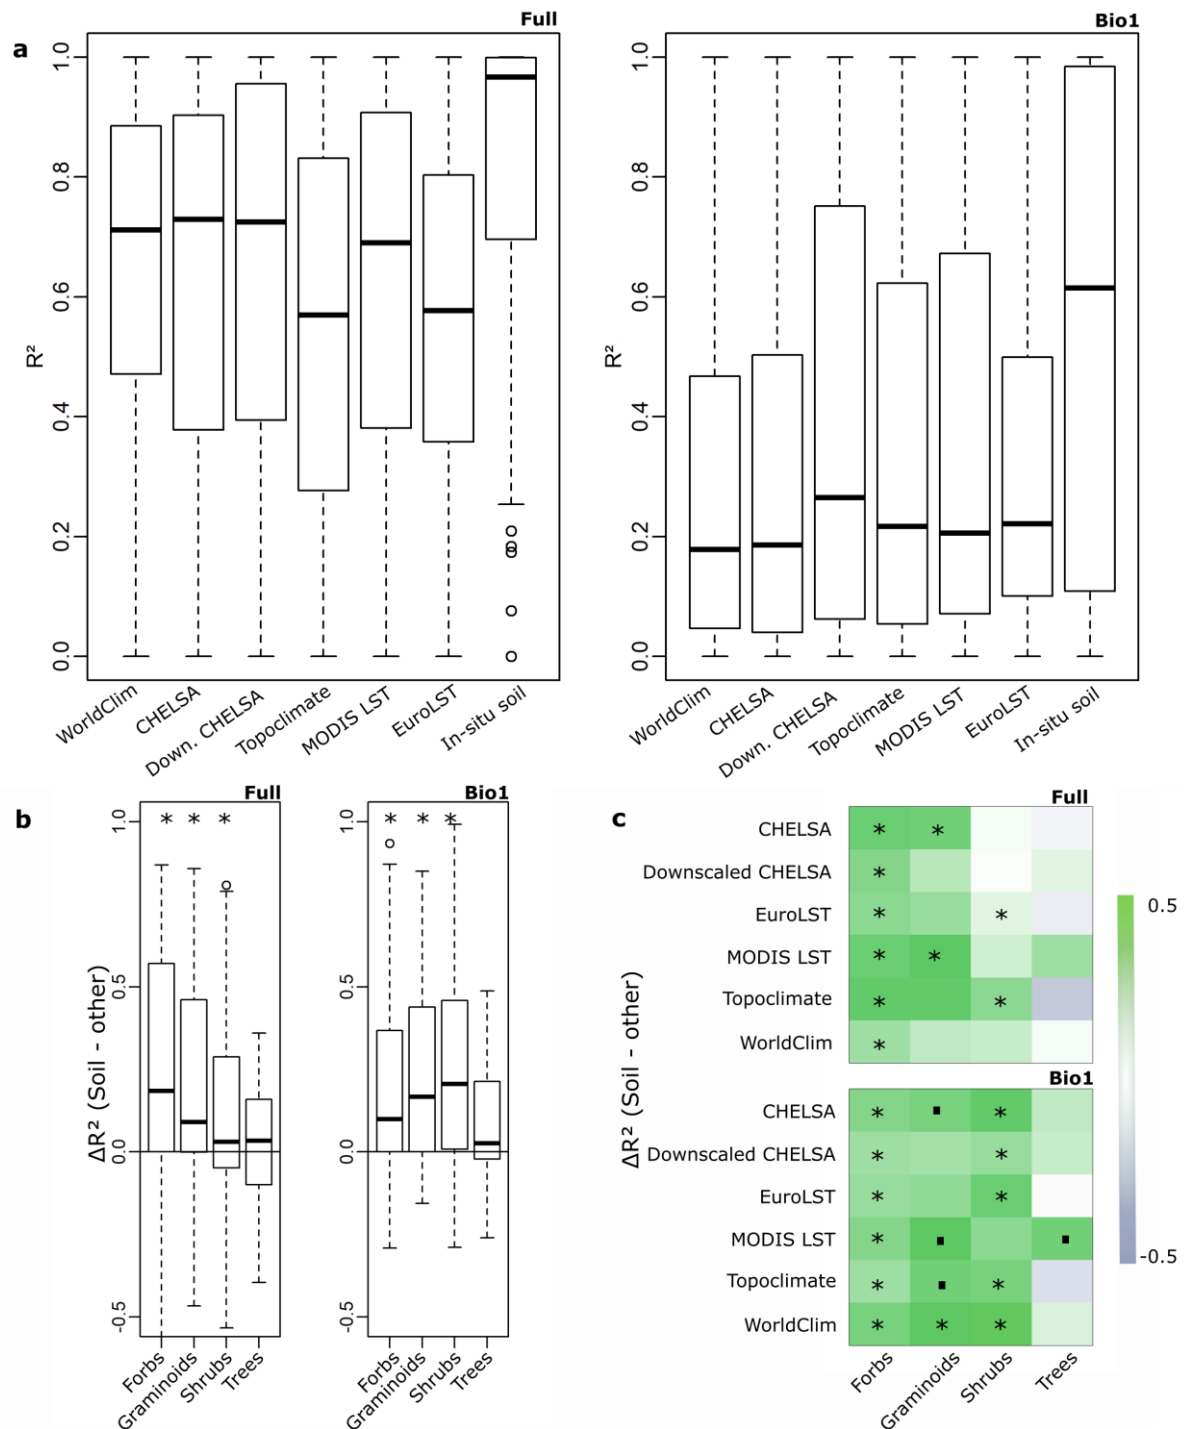 a
Full
1.0
0.8
0.6
0.4
0.2
0.0
R²
WorldClim
CHELSA
Down. CHELSA
Topoclimate
MODIS LST
EuroLST
In-situ soil
Bio1
1.0
0.8
0.6
0.4
0.2
0.0
R²
WorldClim
CHELSA
Down. CHELSA
Topoclimate
MODIS LST
EuroLST
In-situ soil
b
Full
1.0
0.5
0.0
-0.5
ΔR² (Soil - other)
* * *
Forbs
Graminoids
Shrubs
Trees
Bio1
1.0
0.5
0.0
-0.5
* * *
Forbs
Graminoids
Shrubs
Trees
c
Full
ΔR² (Soil - other)
CHELSA * *
Downscaled CHELSA *
EuroLST * *
MODIS LST * *
Topoclimate * *
WorldClim *
Bio1
CHELSA * ▪ *
Downscaled CHELSA * *
EuroLST * *
MODIS LST * ▪ ▪
Topoclimate * ▪ *
WorldClim * * *
Forbs
Graminoids
Shrubs
Trees
0.5
-0.5